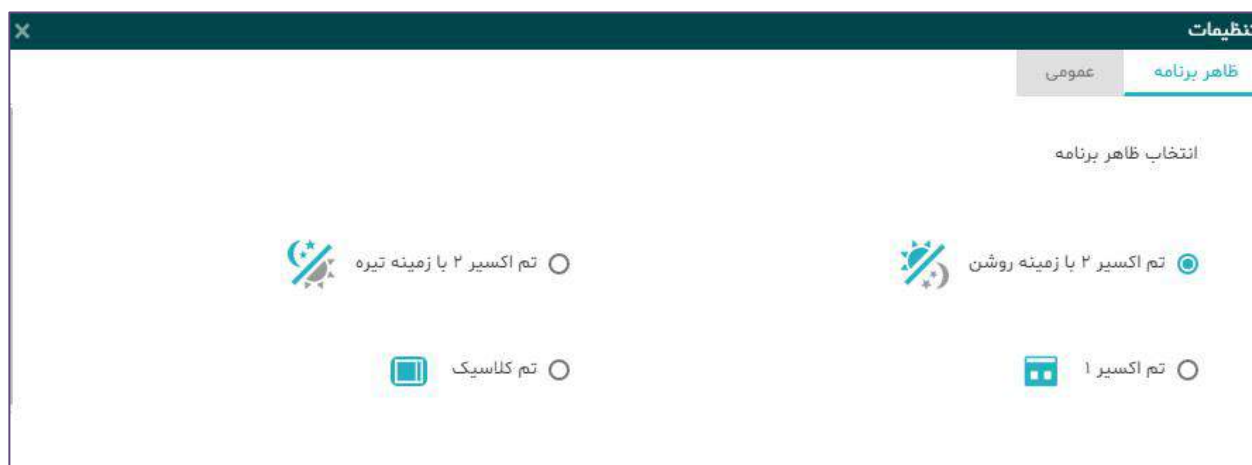 تنظیمات
ظاهر برنامه عمومی
انتخاب ظاهر برنامه
تم اکسیر ۲ با زمینه روشن تم اکسیر ۲ با زمینه تیره
تم اکسیر ۱ تم کلاسیک